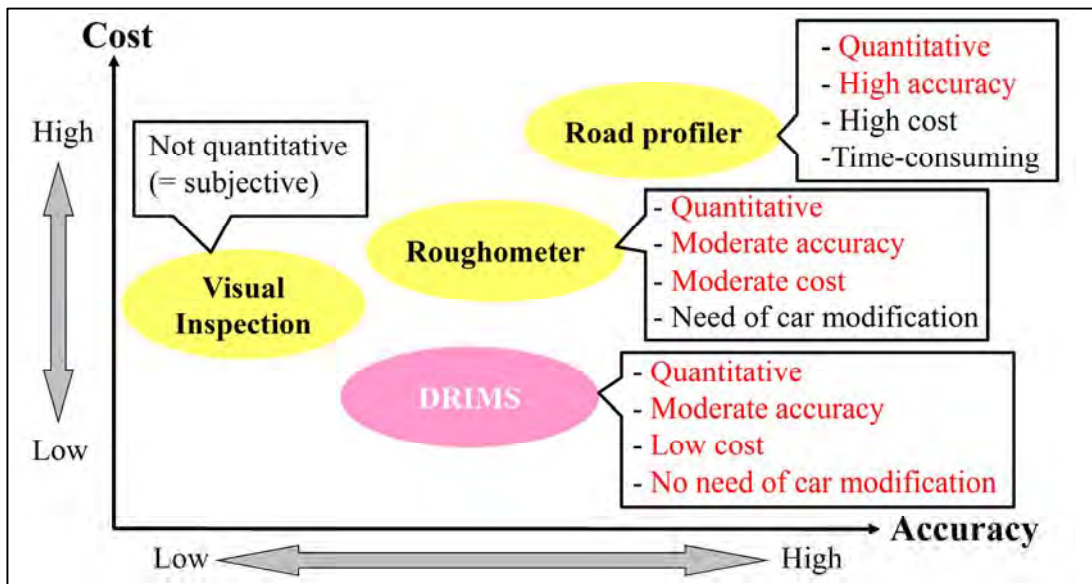 Cost
High
Low
Not quantitative
(= subjective)
Visual
Inspection
Road profiler
- Quantitative
- High accuracy
- High cost
-Time-consuming
Roughometer
- Quantitative
- Moderate accuracy
- Moderate cost
- Need of car modification
DRIMS
- Quantitative
- Moderate accuracy
- Low cost
- No need of car modification
Accuracy
Low
High